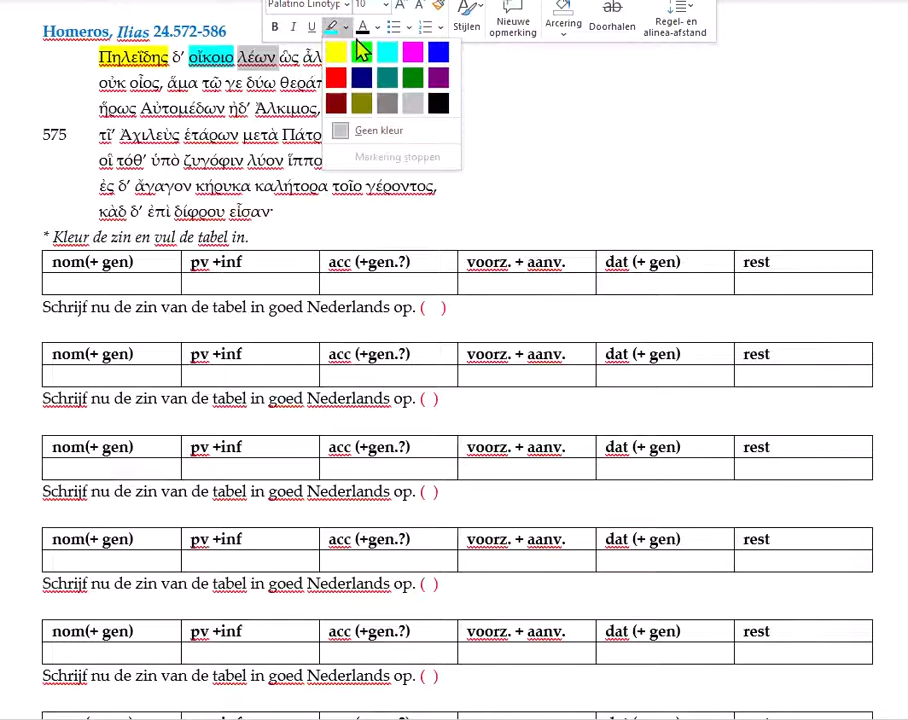 Palatino Linotyp 10 A A
B I U A
Stijlen
Nieuwe opmerking
Arcering
ab Doorhalen
Regel- en alinea-afstand
Homeros, Ilias 24.572-586
Πηλεΐδης δ’ οἴκοιο λέων ὣς ἆλ
οὐκ οἶος, ἅμα τῶ γε δύω θεράπ
ἥρως Αὐτομέδων ἠδ’ Ἄλκιμος,
575 τῖ’ Ἀχιλεὺς ἑτάρων μετὰ Πάτρο
οἳ τόθ’ ὑπὸ ζυγόφιν λύον ἵππο
ἐς δ’ ἄγαγον κήρυκα καλήτορα τοῖο γέροντος,
κὰδ δ’ ἐπὶ δίφρου εἷσαν·
Geen kleur
Markering stoppen
* Kleur de zin en vul de tabel in.
nom(+ gen) pv +inf acc (+gen.?) voorz. + aanv. dat (+ gen) rest
Schrijf nu de zin van de tabel in goed Nederlands op. ( )
nom(+ gen) pv +inf acc (+gen.?) voorz. + aanv. dat (+ gen) rest
Schrijf nu de zin van de tabel in goed Nederlands op. ( )
nom(+ gen) pv +inf acc (+gen.?) voorz. + aanv. dat (+ gen) rest
Schrijf nu de zin van de tabel in goed Nederlands op. ( )
nom(+ gen) pv +inf acc (+gen.?) voorz. + aanv. dat (+ gen) rest
Schrijf nu de zin van de tabel in goed Nederlands op. ( )
nom(+ gen) pv +inf acc (+gen.?) voorz. + aanv. dat (+ gen) rest
Schrijf nu de zin van de tabel in goed Nederlands op. ( )